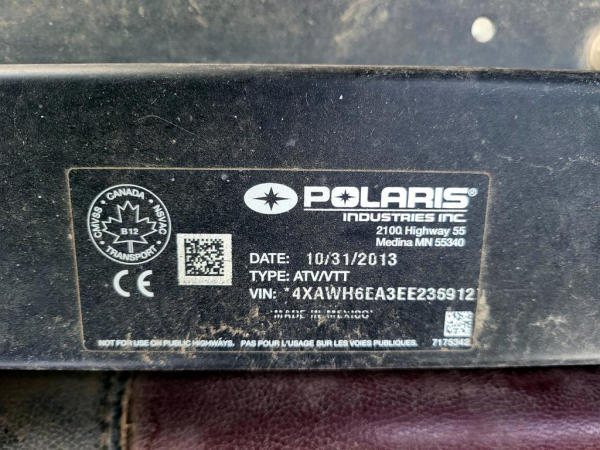 CANADA
CMVSS
NSVAC
B12
TRANSPORT
CE
POLARIS®
INDUSTRIES INC.
2100 Highway 55
Medina MN 55340
DATE: 10/31/2013
TYPE: ATV/VTT
VIN: *4XAWH6EA3EE235912*
*MADE IN MEXICO*
NOT FOR USE ON PUBLIC HIGHWAYS. PAS POUR L'USAGE SUR LES VOIES PUBLIQUES. 7175342